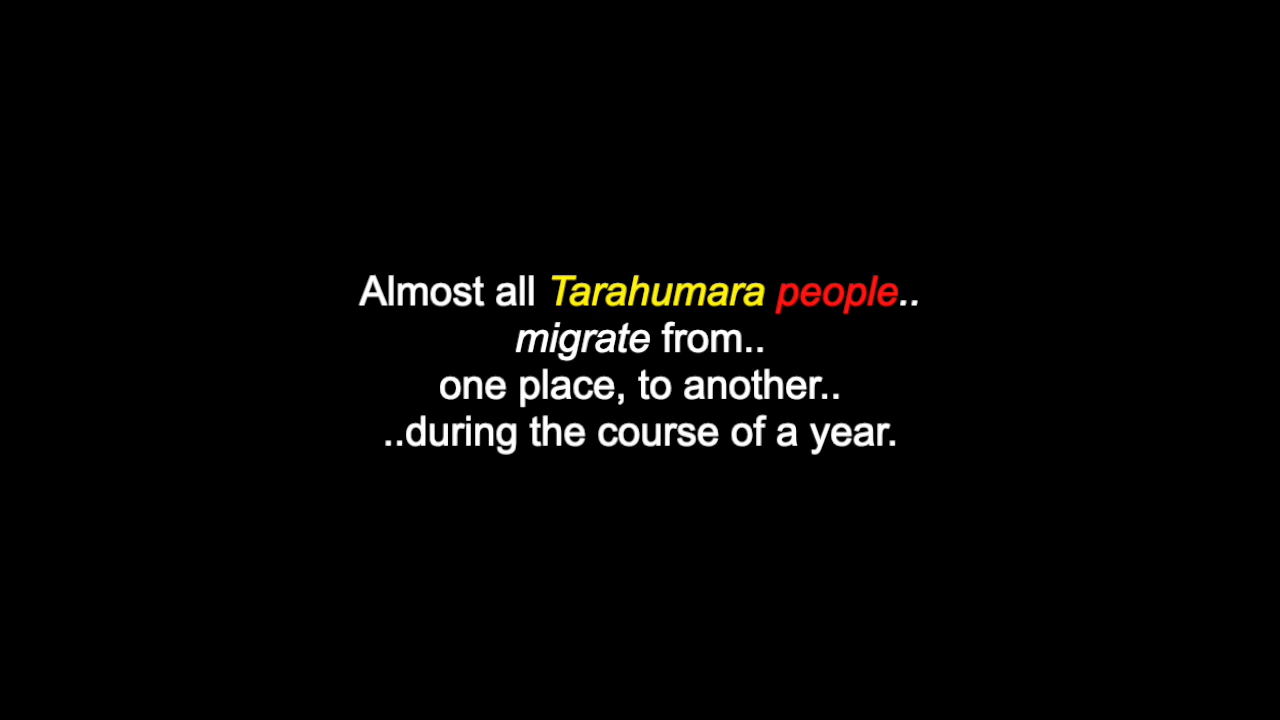 Almost all Tarahumara people..
migrate from..
one place, to another..
..during the course of a year.